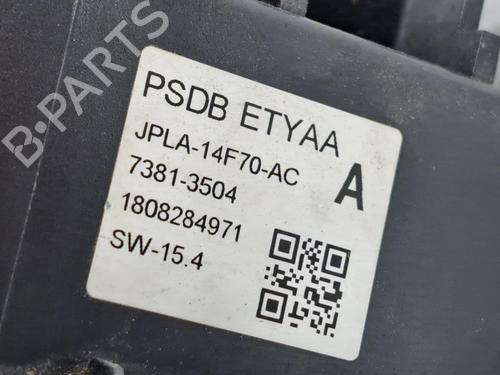 B-PARTS
PSDB ETYAA
JPLA-14F70-AC
7381-3504
A
1808284971
SW-15.4